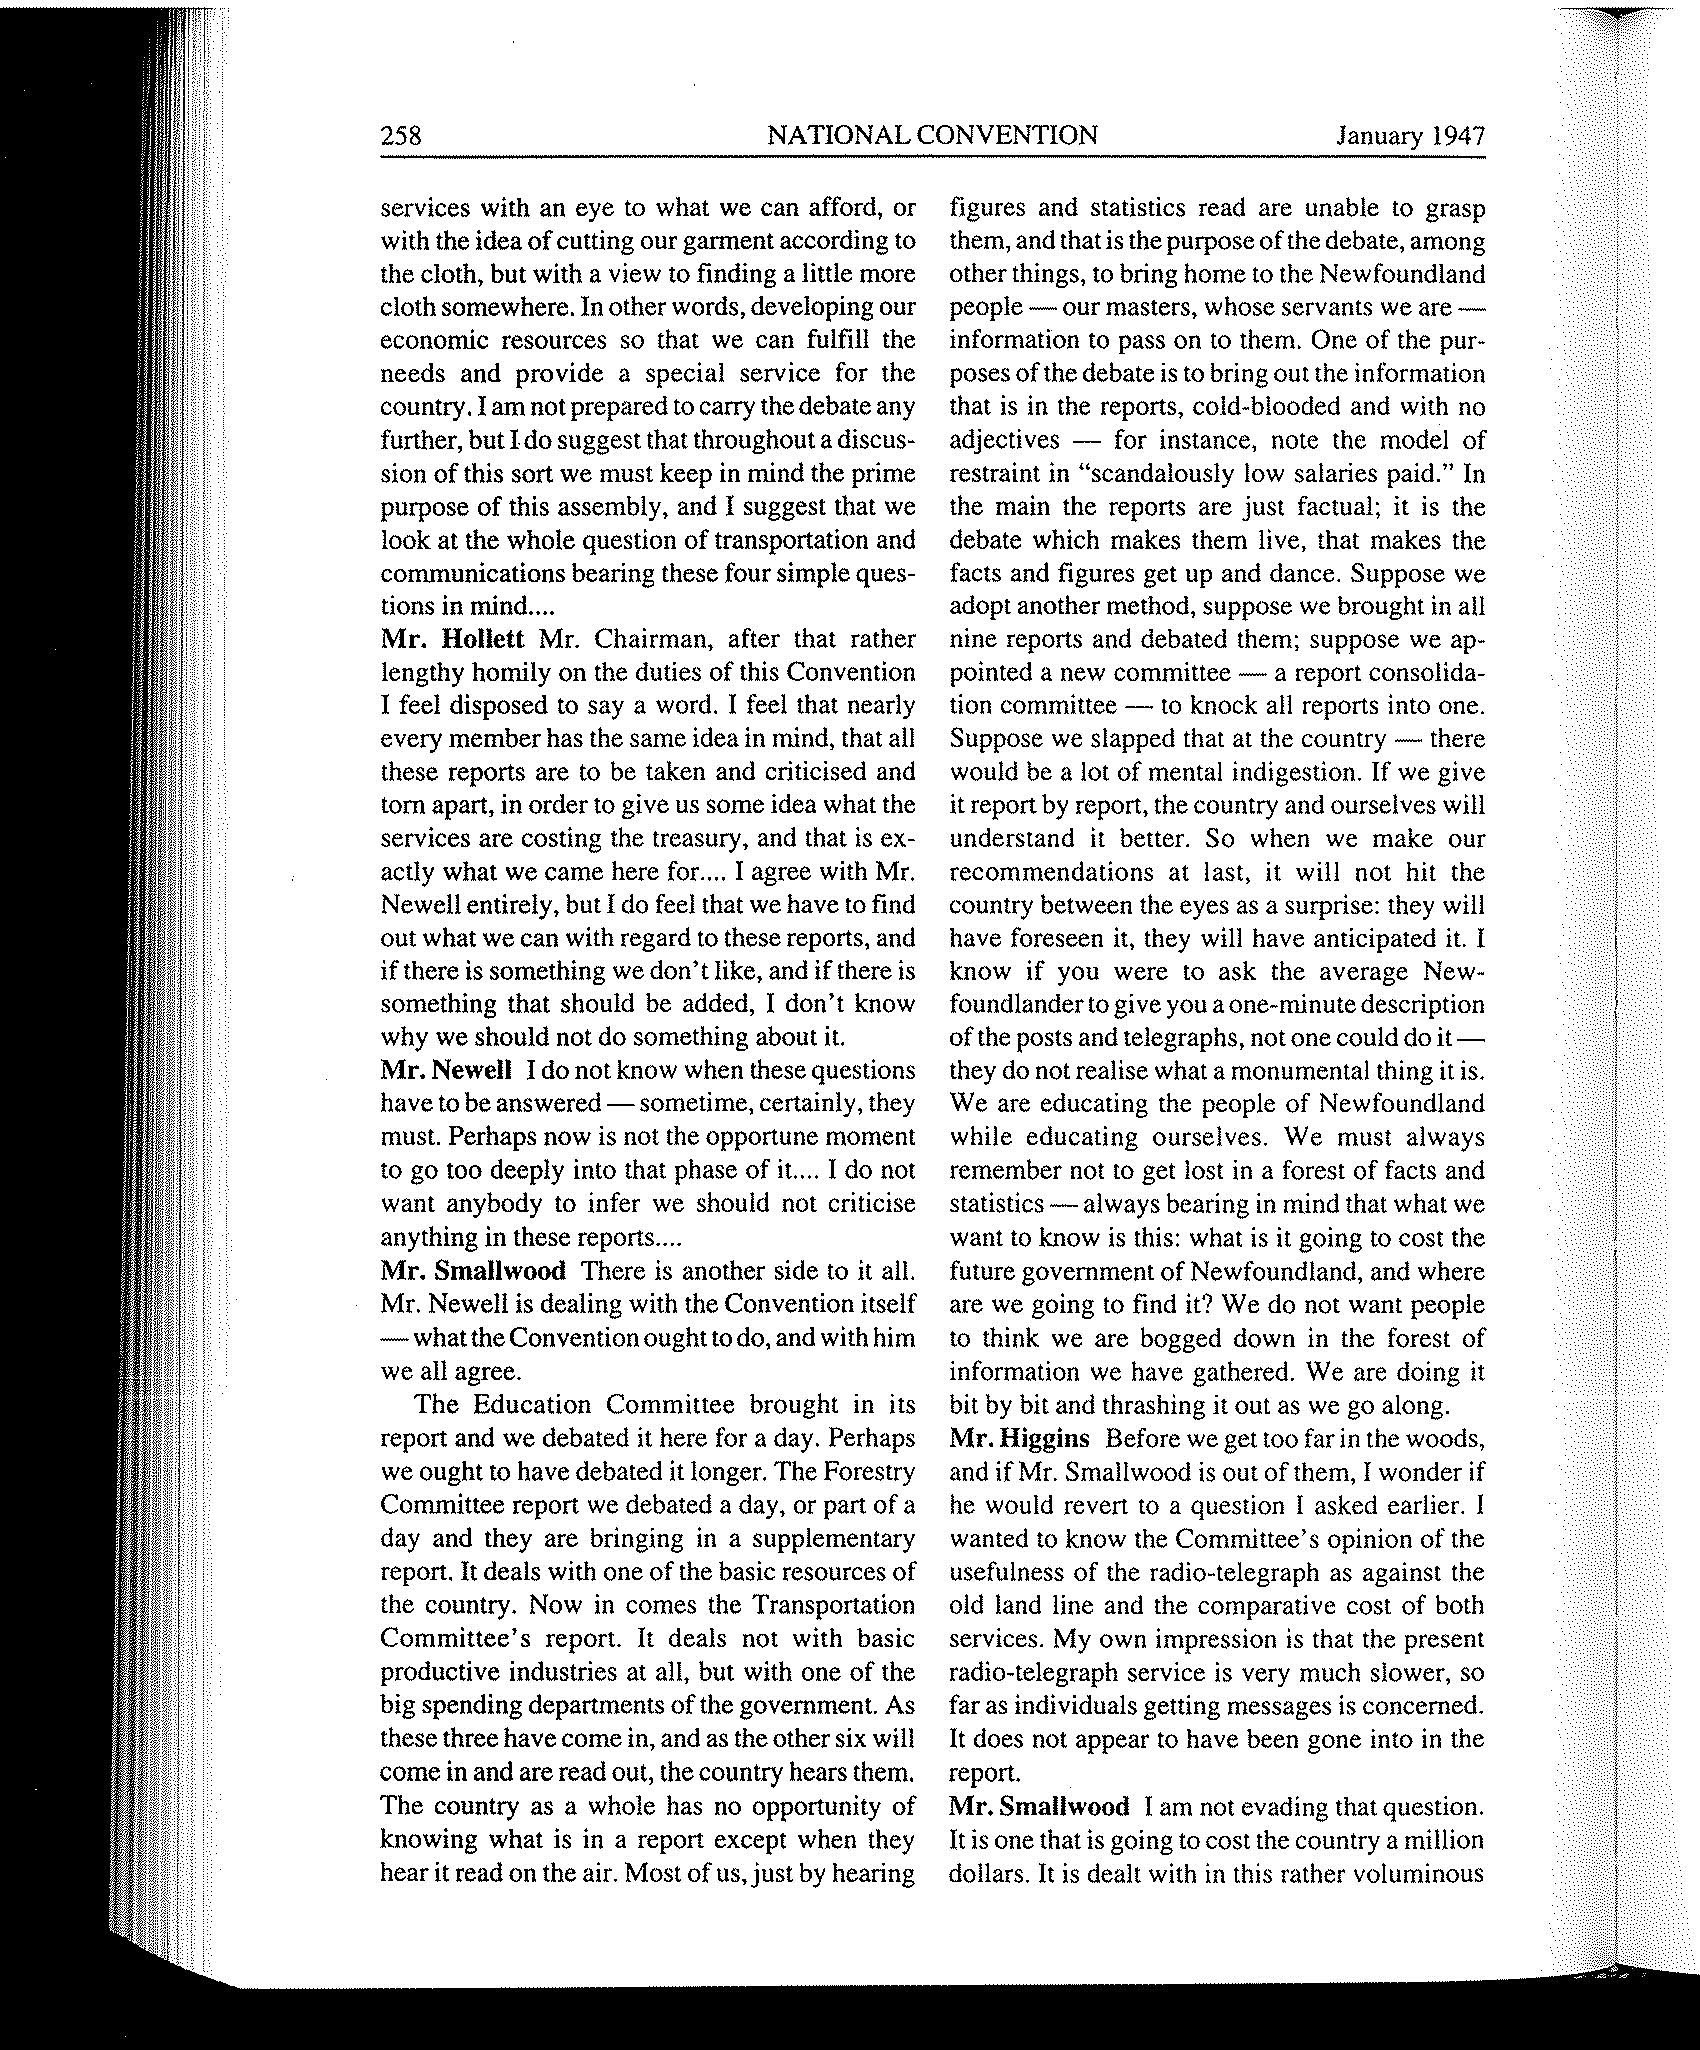 258 NATIONAL CONVENTION January 1947
services with an eye to what we can afford, or
with the idea of cutting our garment according to
the cloth, but with a view to finding a little more
cloth somewhere. In other words, developing our
economic resources so that we can fulfill the
needs and provide a special service for the
country. I am not prepared to carry the debate any
further, but I do suggest that throughout a discus-
sion of this sort we must keep in mind the prime
purpose of this assembly, and I suggest that we
look at the whole question of transportation and
communications bearing these four simple ques-
tions in mind....
Mr. Hollett Mr. Chairman, after that rather
lengthy homily on the duties of this Convention
I feel disposed to say a word. I feel that nearly
every member has the same idea in mind, that all
these reports are to be taken and criticised and
torn apart, in order to give us some idea what the
services are costing the treasury, and that is ex-
actly what we came here for.... I agree with Mr.
Newell entirely, but I do feel that we have to find
out what we can with regard to these reports, and
if there is something we don't like, and if there is
something that should be added, I don't know
why we should not do something about it.
Mr. Newell I do not know when these questions
have to be answered — sometime, certainly, they
must. Perhaps now is not the opportune moment
to go too deeply into that phase of it.... I do not
want anybody to infer we should not criticise
anything in these reports....
Mr. Smallwood There is another side to it all.
Mr. Newell is dealing with the Convention itself
— what the Convention ought to do, and with him
we all agree.
The Education Committee brought in its
report and we debated it here for a day. Perhaps
we ought to have debated it longer. The Forestry
Committee report we debated a day, or part of a
day and they are bringing in a supplementary
report. It deals with one of the basic resources of
the country. Now in comes the Transportation
Committee's report. It deals not with basic
productive industries at all, but with one of the
big spending departments of the government. As
these three have come in, and as the other six will
come in and are read out, the country hears them.
The country as a whole has no opportunity of
knowing what is in a report except when they
hear it read on the air. Most of us, just by hearing
figures and statistics read are unable to grasp
them, and that is the purpose of the debate, among
other things, to bring home to the Newfoundland
people — our masters, whose servants we are —
information to pass on to them. One of the pur-
poses of the debate is to bring out the information
that is in the reports, cold-blooded and with no
adjectives — for instance, note the model of
restraint in “scandalously low salaries paid.” In
the main the reports are just factual; it is the
debate which makes them live, that makes the
facts and figures get up and dance. Suppose we
adopt another method, suppose we brought in all
nine reports and debated them; suppose we ap-
pointed a new committee — a report consolida-
tion committee — to knock all reports into one.
Suppose we slapped that at the country — there
would be a lot of mental indigestion. If we give
it report by report, the country and ourselves will
understand it better. So when we make our
recommendations at last, it will not hit the
country between the eyes as a surprise: they will
have foreseen it, they will have anticipated it. I
know if you were to ask the average New-
foundlander to give you a one-minute description
of the posts and telegraphs, not one could do it —
they do not realise what a monumental thing it is.
We are educating the people of Newfoundland
while educating ourselves. We must always
remember not to get lost in a forest of facts and
statistics — always bearing in mind that what we
want to know is this: what is it going to cost the
future government of Newfoundland, and where
are we going to find it? We do not want people
to think we are bogged down in the forest of
information we have gathered. We are doing it
bit by bit and thrashing it out as we go along.
Mr. Higgins Before we get too far in the woods,
and if Mr. Smallwood is out of them, I wonder if
he would revert to a question I asked earlier. I
wanted to know the Committee's opinion of the
usefulness of the radio-telegraph as against the
old land line and the comparative cost of both
services. My own impression is that the present
radio-telegraph service is very much slower, so
far as individuals getting messages is concerned.
It does not appear to have been gone into in the
report.
Mr. Smallwood I am not evading that question.
It is one that is going to cost the country a million
dollars. It is dealt with in this rather voluminous